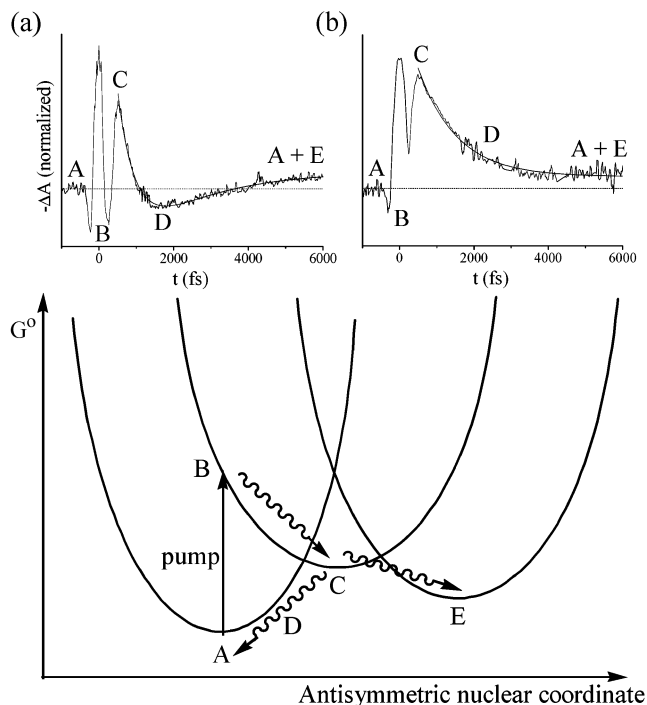 (a)
(b)
-ΔA (normalized)
A
B
C
D
A + E
0 2000 4000 6000
t (fs)
A
B
C
D
A + E
0 2000 4000 6000
t (fs)
G°
B
pump
C
D
E
A
Antisymmetric nuclear coordinate